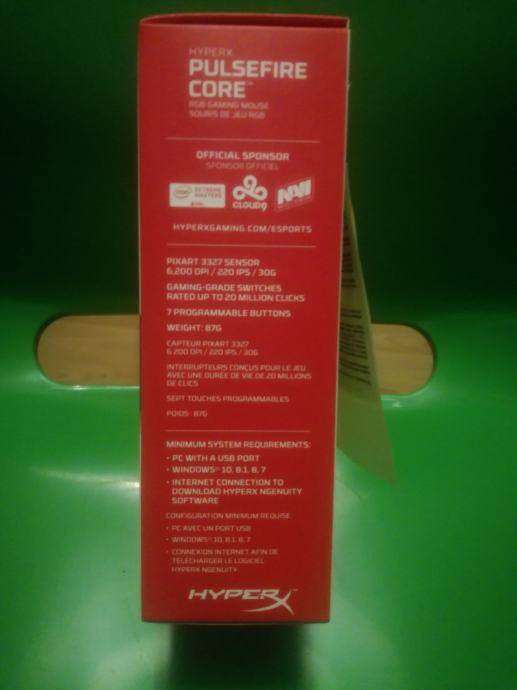 HYPERX
PULSEFIRE
CORE™
RGB GAMING MOUSE
SOURIS DE JEU RGB
OFFICIAL SPONSOR
SPONSOR OFFICIEL
intel EXTREME
MASTERS
CLOUD9
NAVI
HYPERXGAMING.COM/ESPORTS
PIXART 3327 SENSOR
6,200 DPI / 220 IPS / 30G
GAMING-GRADE SWITCHES
RATED UP TO 20 MILLION CLICKS
7 PROGRAMMABLE BUTTONS
WEIGHT: 87G
CAPTEUR PIXART 3327
6 200 DPI / 220 IPS / 30G
INTERRUPTEURS CONÇUS POUR LE JEU
AVEC UNE DURÉE DE VIE DE 20 MILLIONS
DE CLICS
SEPT TOUCHES PROGRAMMABLES
POIDS : 87G
MINIMUM SYSTEM REQUIREMENTS:
• PC WITH A USB PORT
• WINDOWS® 10, 8.1, 8, 7
• INTERNET CONNECTION TO
DOWNLOAD HYPERX NGENUITY
SOFTWARE
CONFIGURATION MINIMUM REQUISE
• PC AVEC UN PORT USB
• WINDOWS® 10, 8.1, 8, 7
• CONNEXION INTERNET AFIN DE
TÉLÉCHARGER LE LOGICIEL
HYPERX NGENUITY
HYPERX™